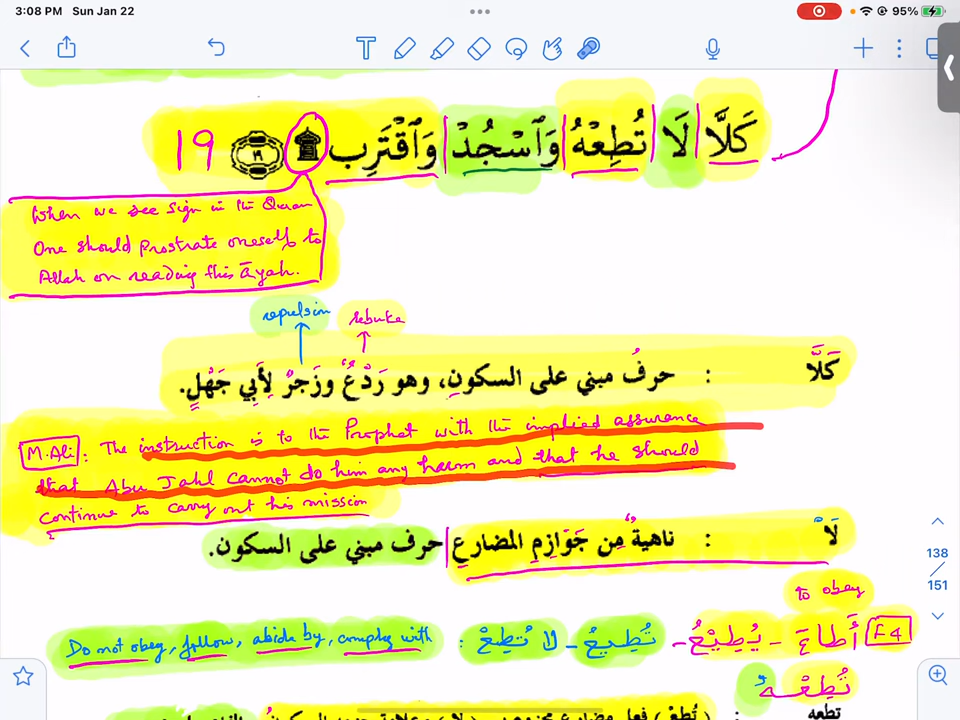 3:08 PM Sun Jan 22
95%
كَلَّا لَا تُطِعْهُ وَٱسْجُدْ وَٱقْتَرِب ۩ ١٩ 19
When we see sign in the Quran
One should prostrate oneself to
Allah on reading this Āyah.
repulsion rebuke
كَلَّا : حرفُ مبني على السكونِ، وهو رَدْعٌ وزَجرٌ لِأَبِي جَهْلٍ.
M.Ali: The instruction is to the Prophet with the implied assurance
that Abu Jahl cannot do him any harm and that he should
continue to carry out his mission
لَا : ناهيةٌ مِن جَوَازِمِ المضارعِ حرف مبني على السكون.
138
151
to obey
F4 أَطَاعَ - يُطِيْعُ - تُطِيعُ - لا تُطِعْ : Do not obey, follow, abide by, comply with
تُطِعْهُ
تطعه :